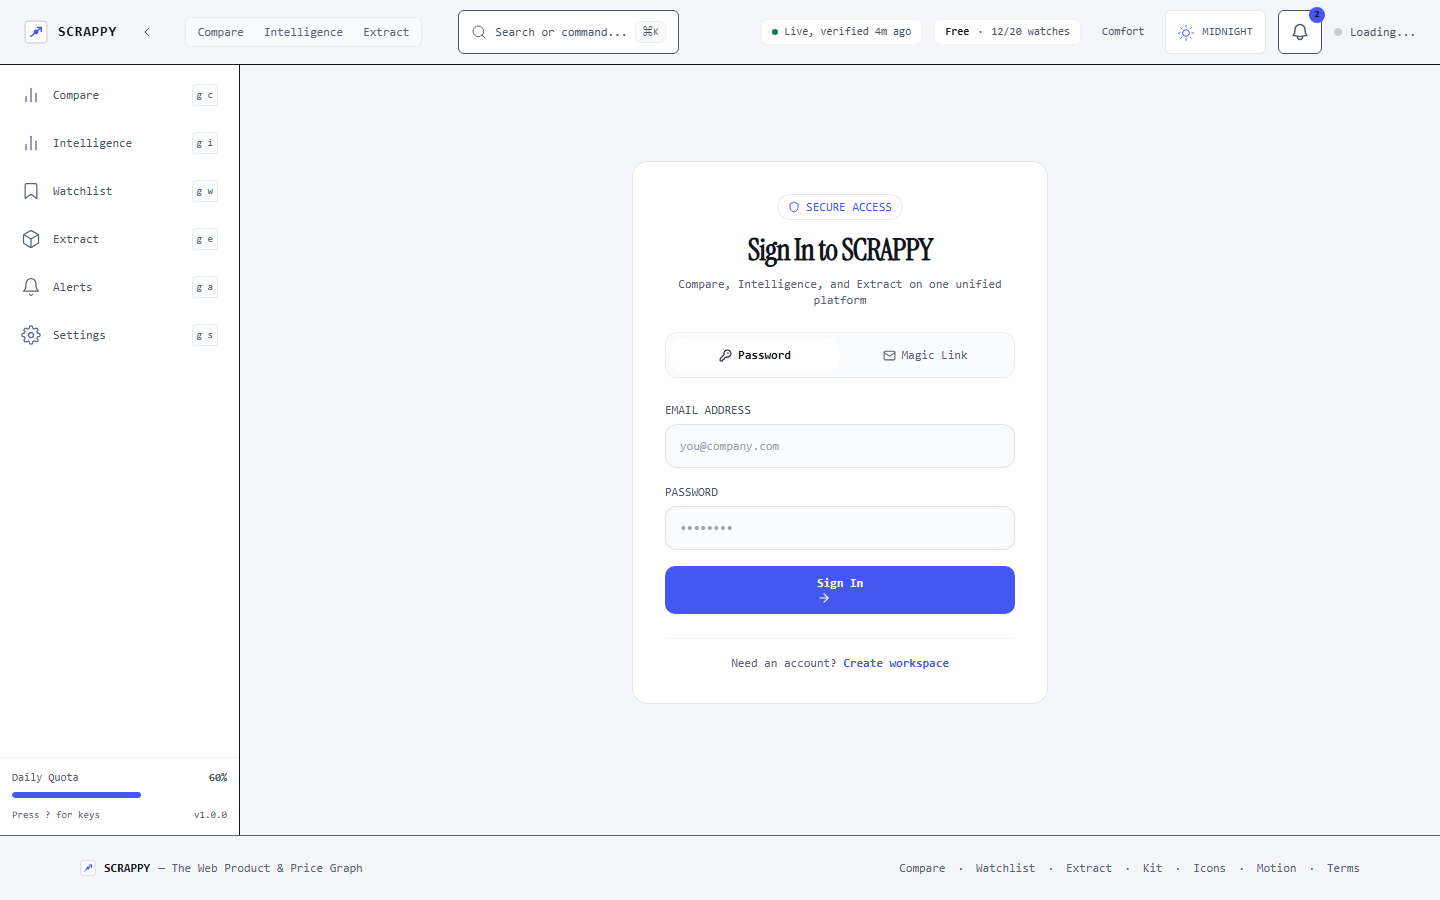 SCRAPPY
Compare Intelligence Extract
Search or command... ⌘K
Live, verified 4m ago
Free · 12/20 watches
Comfort
MIDNIGHT
2
Loading...
Compare g c
Intelligence g i
Watchlist g w
Extract g e
Alerts g a
Settings g s
SECURE ACCESS
Sign In to SCRAPPY
Compare, Intelligence, and Extract on one unified
platform
Password Magic Link
EMAIL ADDRESS
you@company.com
PASSWORD
••••••••
Sign In
→
Need an account? Create workspace
Daily Quota 60%
Press ? for keys v1.0.0
SCRAPPY — The Web Product & Price Graph
Compare · Watchlist · Extract · Kit · Icons · Motion · Terms